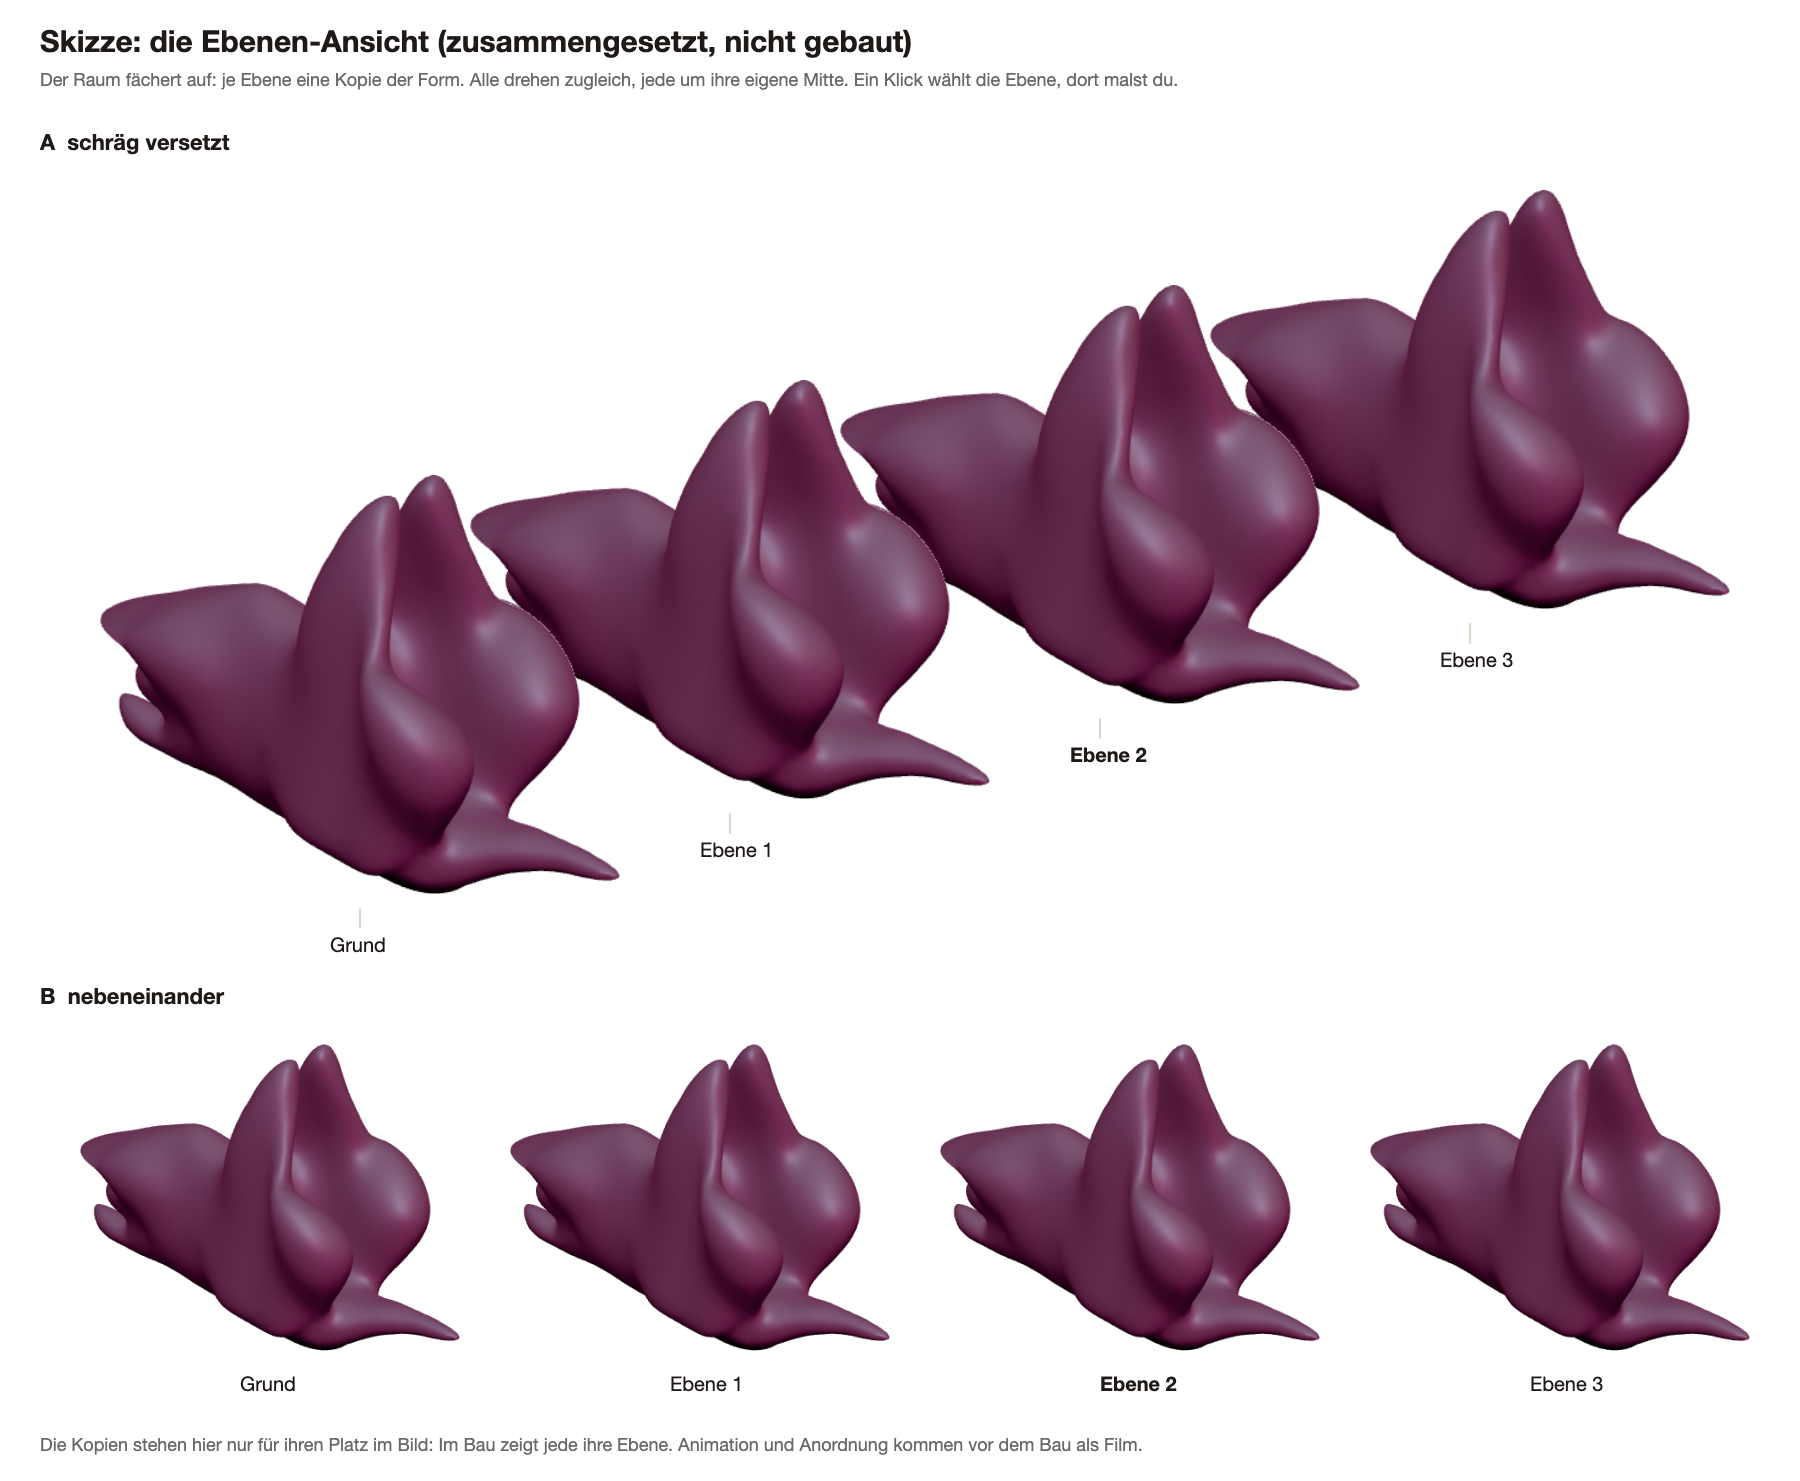 Skizze: die Ebenen-Ansicht (zusammengesetzt, nicht gebaut)
Der Raum fächert auf: je Ebene eine Kopie der Form. Alle drehen zugleich, jede um ihre eigene Mitte. Ein Klick wählt die Ebene, dort malst du.
A schräg versetzt
Ebene 3
Ebene 2
Ebene 1
Grund
B nebeneinander
Grund
Ebene 1
Ebene 2
Ebene 3
Die Kopien stehen hier nur für ihren Platz im Bild: Im Bau zeigt jede ihre Ebene. Animation und Anordnung kommen vor dem Bau als Film.